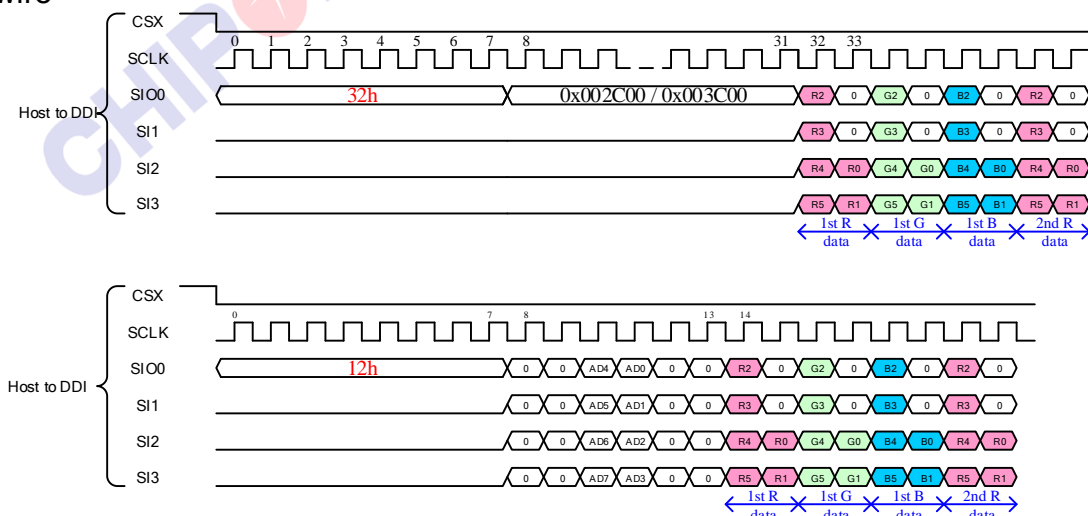 CHIP
CSX
0 1 2 3 4 5 6 7 8 31 32 33
SCLK
SIO0 32h 0x002C00 / 0x003C00 R2 0 G2 0 B2 0 R2 0
Host to DDI
SI1 R3 0 G3 0 B3 0 R3 0
SI2 R4 R0 G4 G0 B4 B0 R4 R0
SI3 R5 R1 G5 G1 B5 B1 R5 R1
1st R 1st G 1st B 2nd R
data data data data
CSX
0 7 8 13 14
SCLK
SIO0 12h 0 0 AD4 AD0 0 0 R2 0 G2 0 B2 0 R2 0
Host to DDI
SI1 0 0 AD5 AD1 0 0 R3 0 G3 0 B3 0 R3 0
SI2 0 0 AD6 AD2 0 0 R4 R0 G4 G0 B4 B0 R4 R0
SI3 0 0 AD7 AD3 0 0 R5 R1 G5 G1 B5 B1 R5 R1
1st R 1st G 1st B 2nd R
data data data data